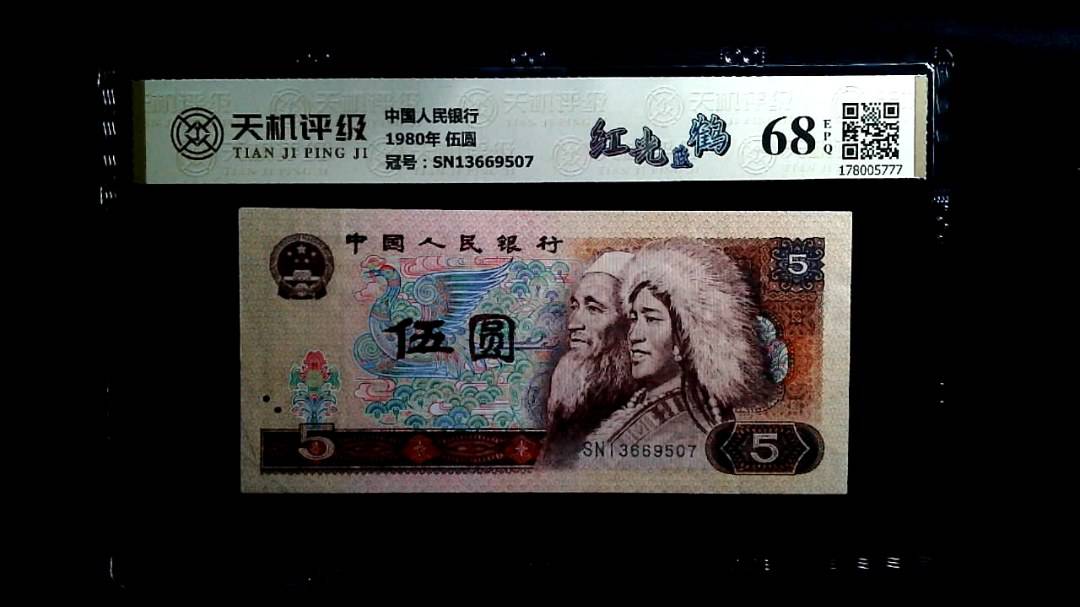 天机评级
TIAN JI PING JI
中国人民银行
1980年 伍圆
冠号：SN13669507
红光蓝鹤
68
EPQ
178005777
中國人民銀行
5
伍圆
5
SN13669507
5